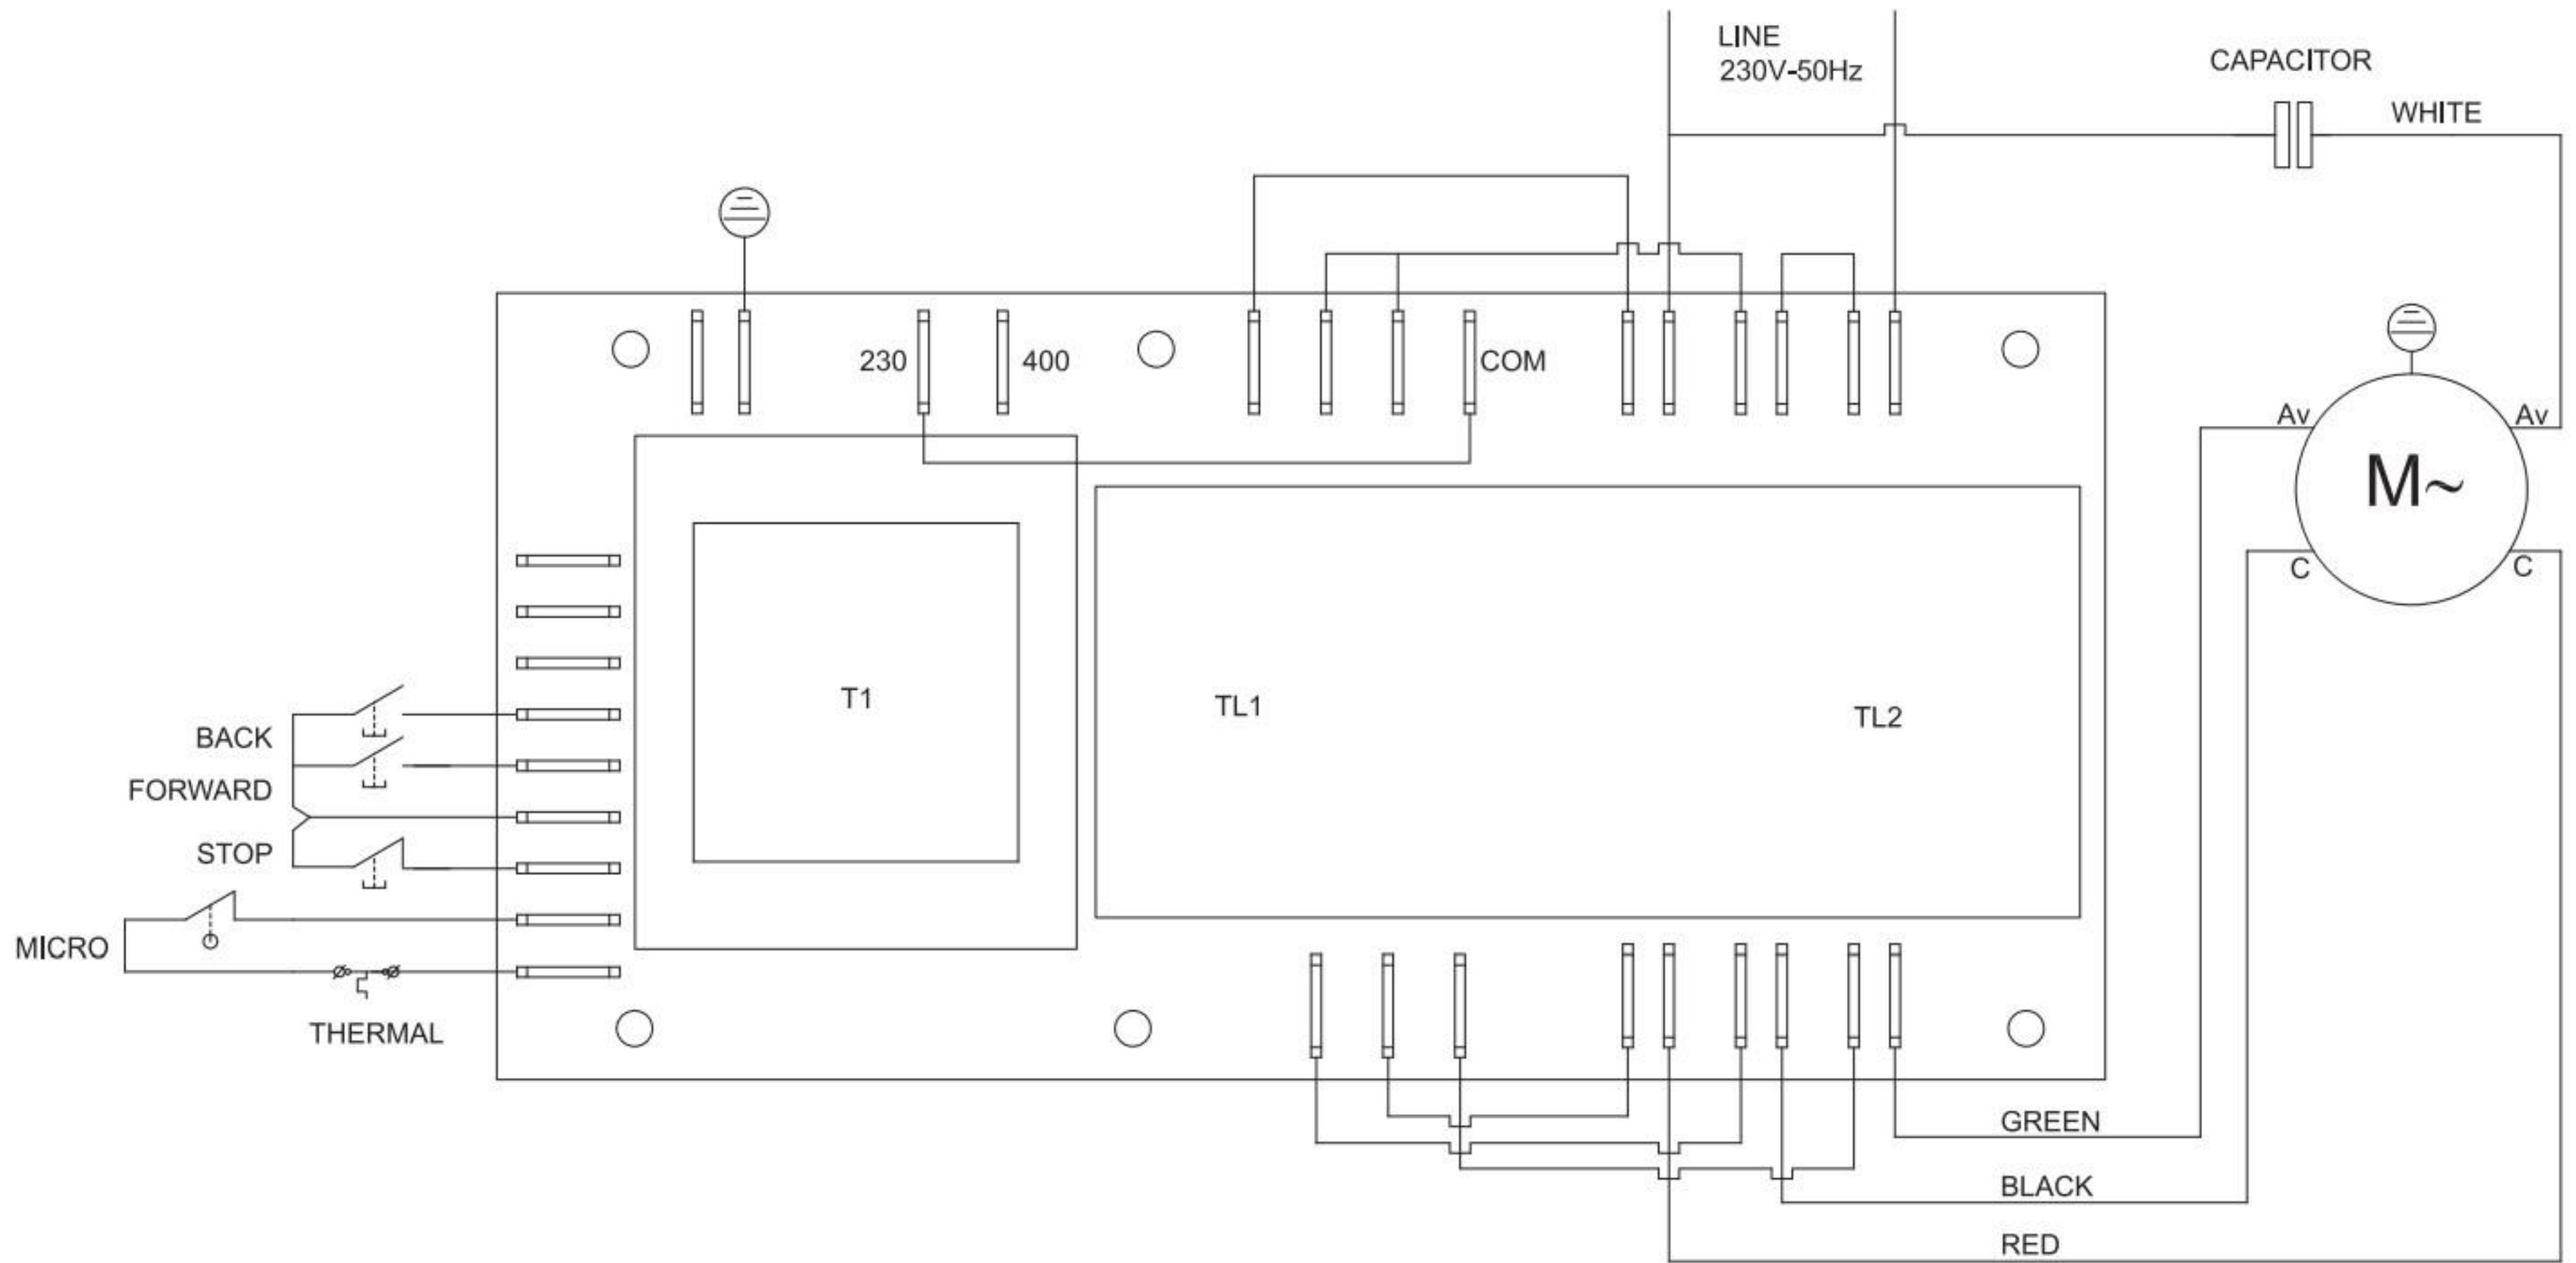 LINE
230V-50Hz
CAPACITOR
WHITE
230
400
COM
Av
Av
M~
C
C
T1
TL1
TL2
BACK
FORWARD
STOP
MICRO
THERMAL
GREEN
BLACK
RED